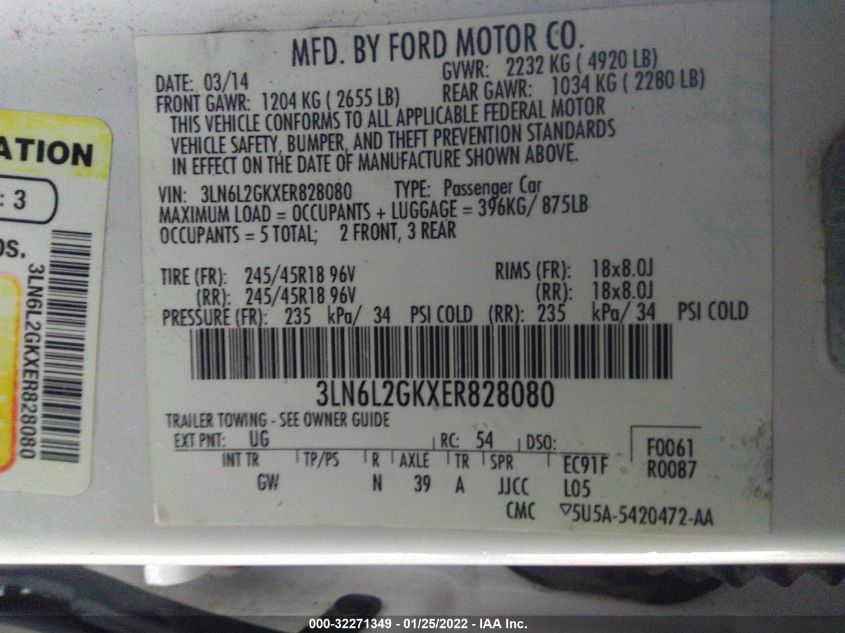 MFD. BY FORD MOTOR CO.
DATE: 03/14
GVWR: 2232 KG ( 4920 LB)
FRONT GAWR: 1204 KG ( 2655 LB)
REAR GAWR: 1034 KG ( 2280 LB)
THIS VEHICLE CONFORMS TO ALL APPLICABLE FEDERAL MOTOR
VEHICLE SAFETY, BUMPER, AND THEFT PREVENTION STANDARDS
IN EFFECT ON THE DATE OF MANUFACTURE SHOWN ABOVE.
VIN: 3LN6L2GKXER828080 TYPE: Passenger Car
MAXIMUM LOAD = OCCUPANTS + LUGGAGE = 396KG/ 875LB
OCCUPANTS = 5 TOTAL; 2 FRONT, 3 REAR
TIRE (FR): 245/45R18 96V RIMS (FR): 18x8.0J
(RR): 245/45R18 96V (RR): 18x8.0J
PRESSURE (FR): 235 kPa/ 34 PSI COLD (RR): 235 kPa/ 34 PSI COLD
3LN6L2GKXER828080
TRAILER TOWING - SEE OWNER GUIDE
EXT PNT: UG RC: 54 DSO: F0061
INT TR TP/PS R AXLE TR SPR EC91F R0087
GW N 39 A JJCC L05
CMC ▽5U5A-5420472-AA
ATION
: 3
OS.
3LN6L2GKXER828080
000-32271349 - 01/25/2022 - IAA Inc.